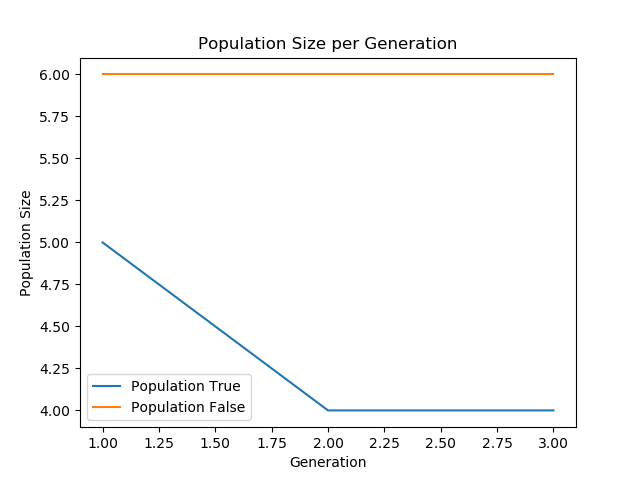 Population Size per Generation
6.00
5.75
5.50
5.25
5.00
4.75
4.50
4.25
4.00
Population Size
Population True
Population False
1.00 1.25 1.50 1.75 2.00 2.25 2.50 2.75 3.00
Generation